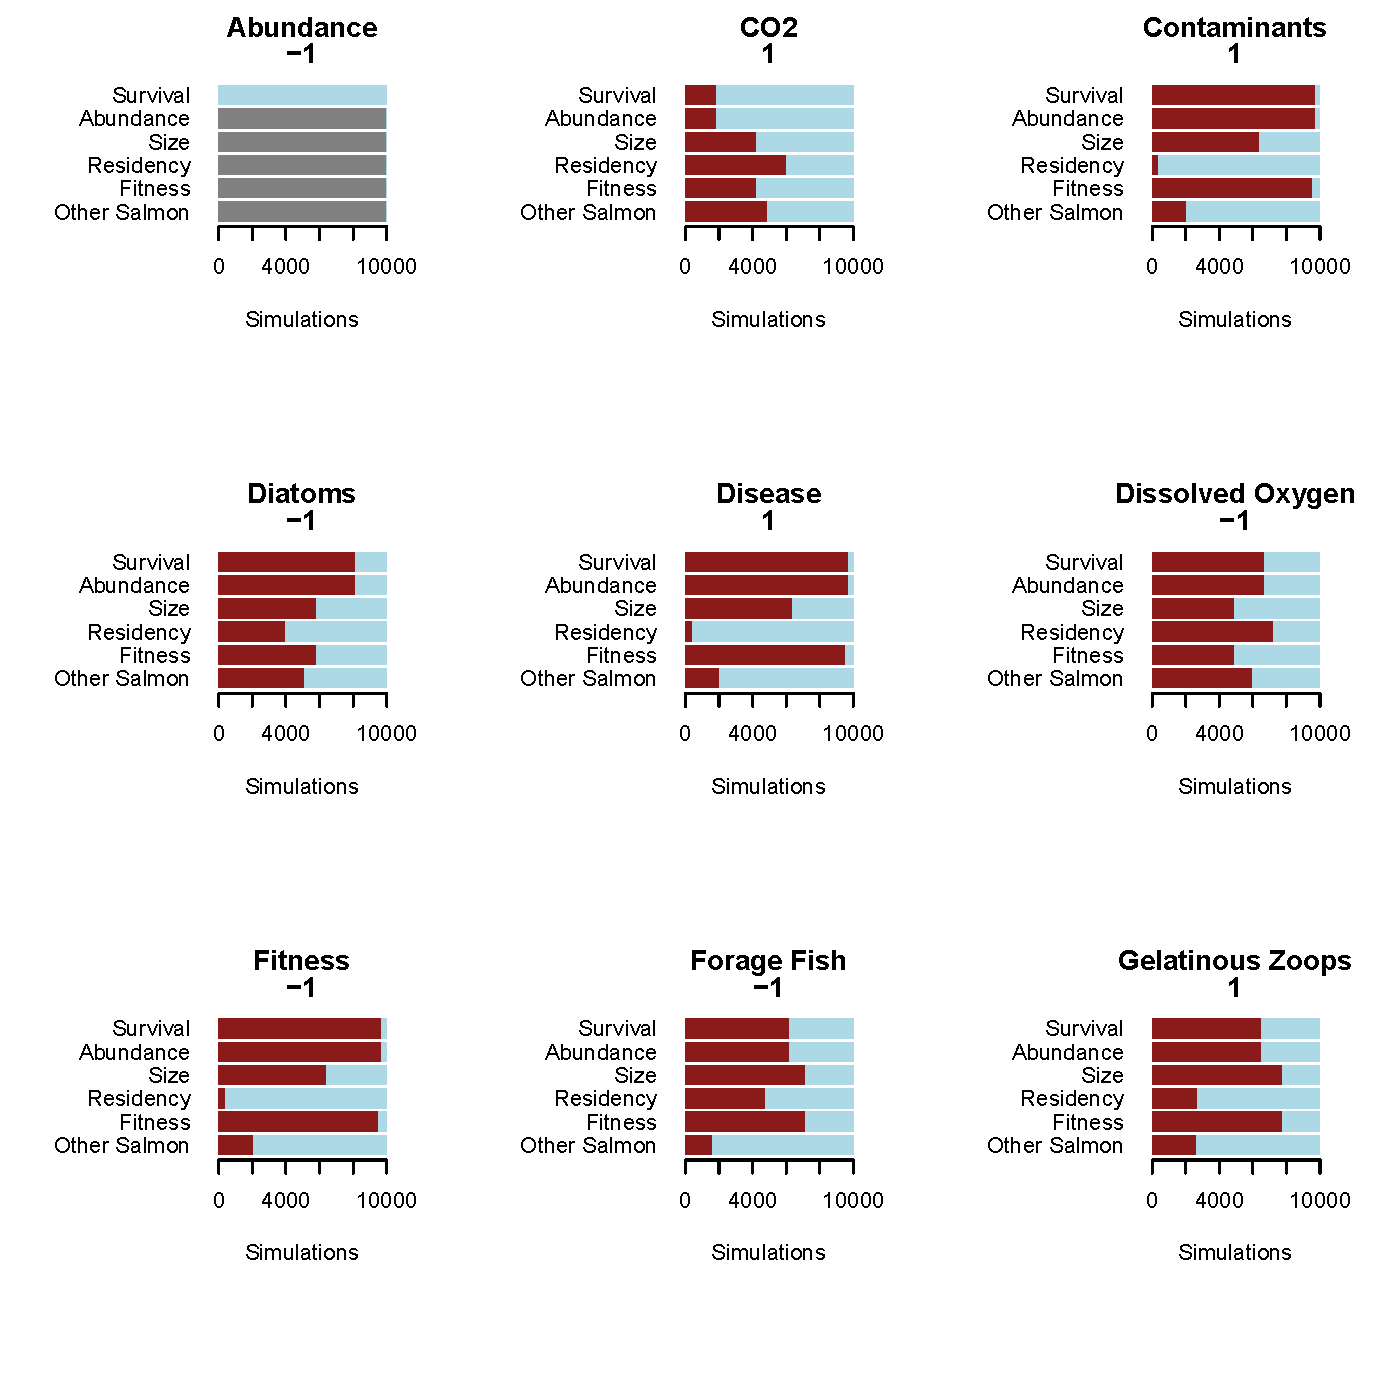 Abundance
−1
Survival
Abundance
Size
Residency
Fitness
Other Salmon
0 4000 10000
Simulations
CO2
1
Survival
Abundance
Size
Residency
Fitness
Other Salmon
0 4000 10000
Simulations
Contaminants
1
Survival
Abundance
Size
Residency
Fitness
Other Salmon
0 4000 10000
Simulations
Diatoms
−1
Survival
Abundance
Size
Residency
Fitness
Other Salmon
0 4000 10000
Simulations
Disease
1
Survival
Abundance
Size
Residency
Fitness
Other Salmon
0 4000 10000
Simulations
Dissolved Oxygen
−1
Survival
Abundance
Size
Residency
Fitness
Other Salmon
0 4000 10000
Simulations
Fitness
−1
Survival
Abundance
Size
Residency
Fitness
Other Salmon
0 4000 10000
Simulations
Forage Fish
−1
Survival
Abundance
Size
Residency
Fitness
Other Salmon
0 4000 10000
Simulations
Gelatinous Zoops
1
Survival
Abundance
Size
Residency
Fitness
Other Salmon
0 4000 10000
Simulations